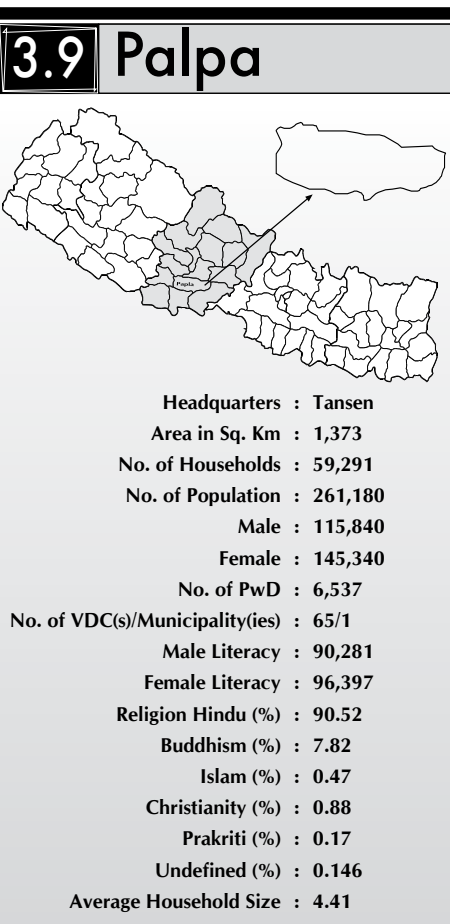 3.9 Palpa
Papla
Headquarters : Tansen
Area in Sq. Km : 1,373
No. of Households : 59,291
No. of Population : 261,180
Male : 115,840
Female : 145,340
No. of PwD : 6,537
No. of VDC(s)/Municipality(ies) : 65/1
Male Literacy : 90,281
Female Literacy : 96,397
Religion Hindu (%) : 90.52
Buddhism (%) : 7.82
Islam (%) : 0.47
Christianity (%) : 0.88
Prakriti (%) : 0.17
Undefined (%) : 0.146
Average Household Size : 4.41